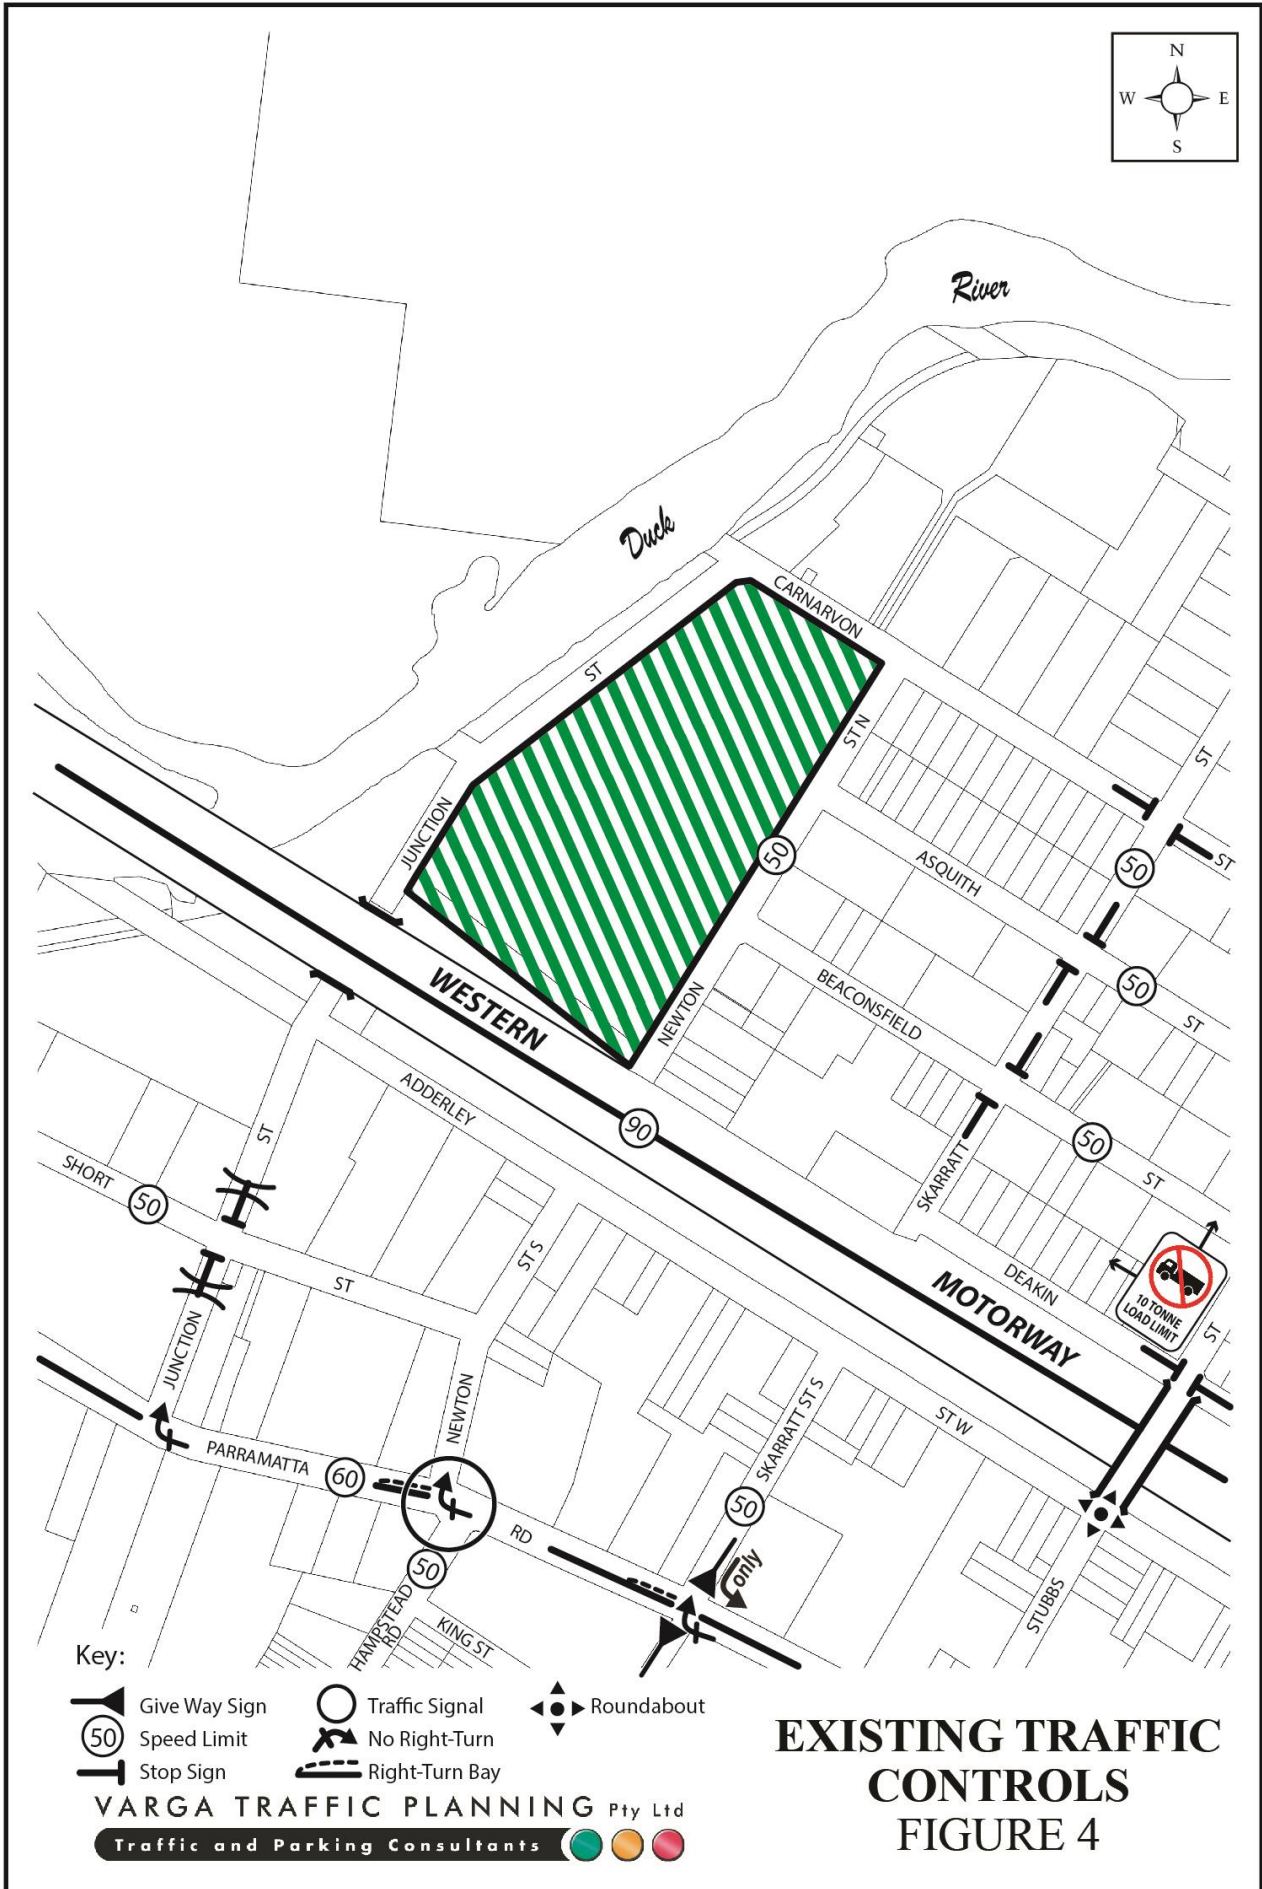 N
W E
S
River
Duck
CARNARVON
ST
ST N
ST
JUNCTION
50
50
ST
ASQUITH
WESTERN
NEWTON
BEACONSFIELD
50
ST
ADDERLEY
90
ST
SHORT
50
SKARRATT
50
ST
ST S
ST
DEAKIN
MOTORWAY
10 TONNE
LOAD LIMIT
ST
JUNCTION
NEWTON
SKARRATT ST S
ST W
PARRAMATTA
60
50
RD
only
50
HAMPSTEAD
RD
KING ST
STUBBS
Key:
Give Way Sign
Traffic Signal
Roundabout
50
Speed Limit
No Right-Turn
Stop Sign
Right-Turn Bay
EXISTING TRAFFIC
CONTROLS
FIGURE 4
VARGA TRAFFIC PLANNING Pty Ltd
Traffic and Parking Consultants